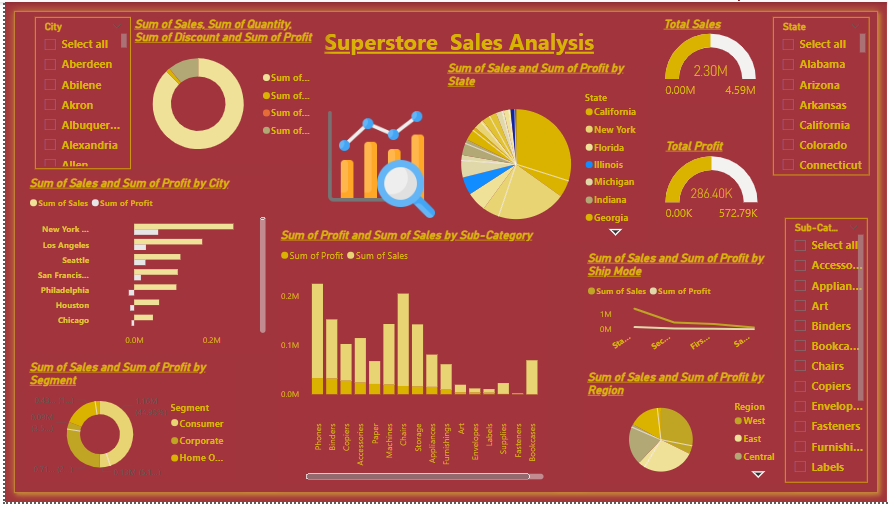 City
Select all
Aberdeen
Abilene
Akron
Albuquer...
Alexandria
Allen
Sum of Sales, Sum of Quantity,
Sum of Discount and Sum of Profit
Sum of...
Sum of...
Sum of...
Sum of...
Superstore Sales Analysis
Sum of Sales and Sum of Profit by
State
State
California
New York
Florida
Illinois
Michigan
Indiana
Georgia
Total Sales
2.30M
0.00M
4.59M
Total Profit
286.40K
0.00K
572.79K
State
Select all
Alabama
Arizona
Arkansas
California
Colorado
Connecticut
Sum of Sales and Sum of Profit by City
Sum of Sales
Sum of Profit
New York ...
Los Angeles
Seattle
San Francis...
Philadelphia
Houston
Chicago
0.0M
0.2M
Sum of Profit and Sum of Sales by Sub-Category
Sum of Profit
Sum of Sales
0.2M
0.1M
0.0M
Phones
Binders
Copiers
Accessories
Paper
Machines
Chairs
Storage
Appliances
Furnishings
Art
Envelopes
Labels
Supplies
Fasteners
Bookcases
Sum of Sales and Sum of Profit by
Ship Mode
Sum of Sales
Sum of Profit
1M
0M
Sta...
Sec...
Firs...
Sa...
Sub-Cat...
Select all
Accesso...
Applian...
Art
Binders
Bookca...
Chairs
Copiers
Envelop...
Fasteners
Furnishi...
Labels
Sum of Sales and Sum of Profit by
Segment
Segment
Consumer
Corporate
Home O...
Sum of Sales and Sum of Profit by
Region
Region
West
East
Central